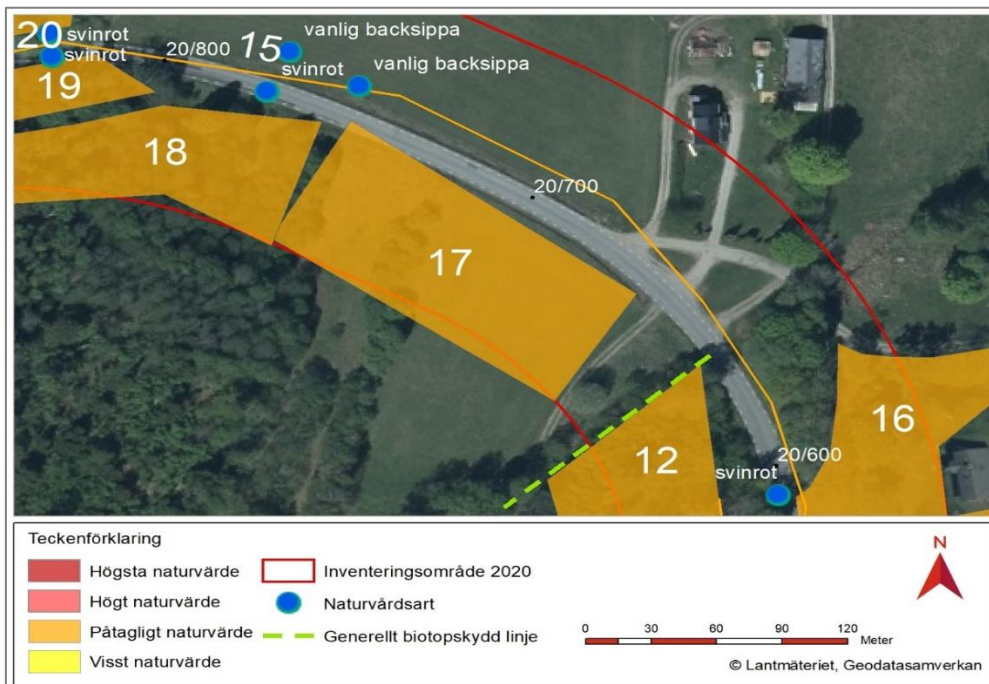 20 svinrot
svinrot
20/800
15
vanlig backsippa
svinrot
vanlig backsippa
19
18
20/700
17
16
12
20/600
svinrot
Teckenförklaring
Högsta naturvärde
Högt naturvärde
Påtagligt naturvärde
Visst naturvärde
Inventeringsområde 2020
Naturvårdsart
Generellt biotopskydd linje
N
0 30 60 90 120
Meter
© Lantmäteriet, Geodatasamverkan